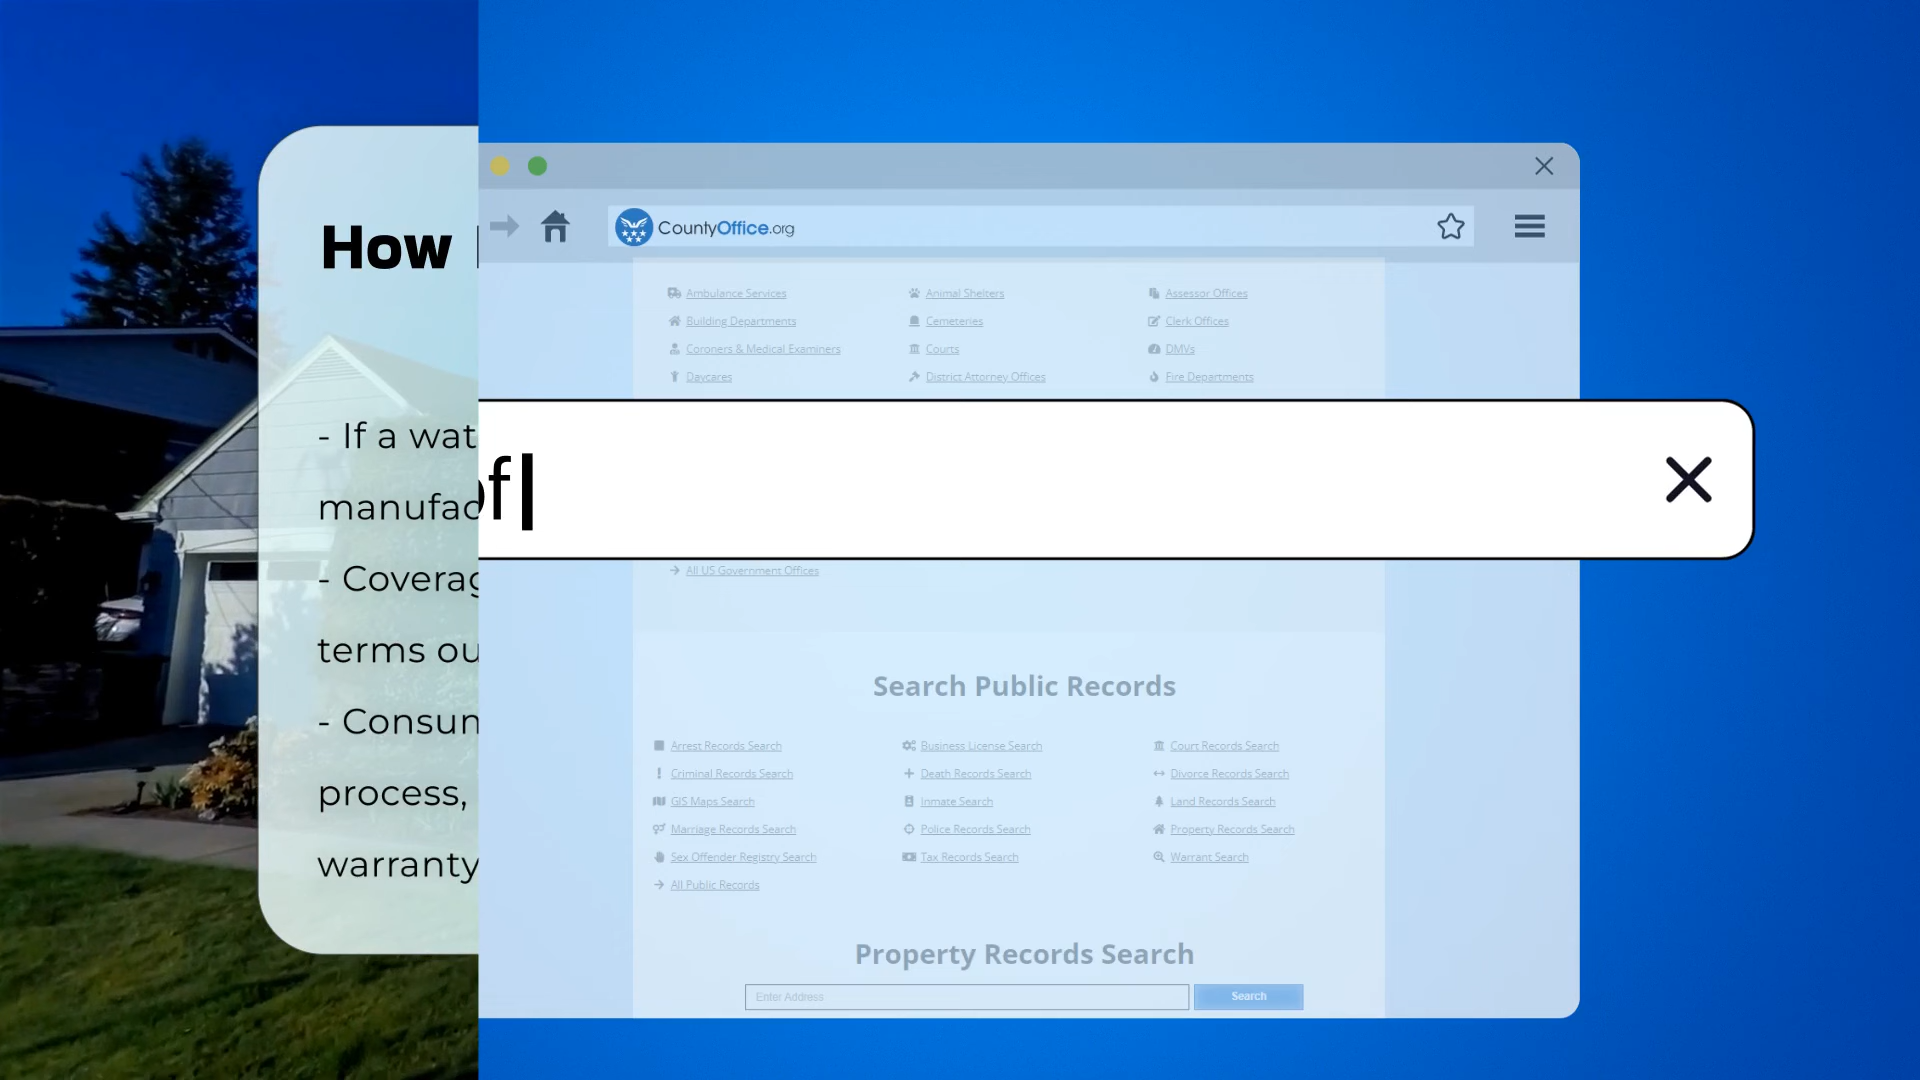 How
- If a wat
manufac
- Coverag
terms ou
- Consum
process,
warranty
CountyOffice.org
Ambulance Services
Animal Shelters
Assessor Offices
Building Departments
Cemeteries
Clerk Offices
Coroners & Medical Examiners
Courts
DMVs
Daycares
District Attorney Offices
Fire Departments
of
All US Government Offices
Search Public Records
Arrest Records Search
Business License Search
Court Records Search
Criminal Records Search
Death Records Search
Divorce Records Search
GIS Maps Search
Inmate Search
Land Records Search
Marriage Records Search
Police Records Search
Property Records Search
Sex Offender Registry Search
Tax Records Search
Warrant Search
All Public Records
Property Records Search
Enter Address
Search